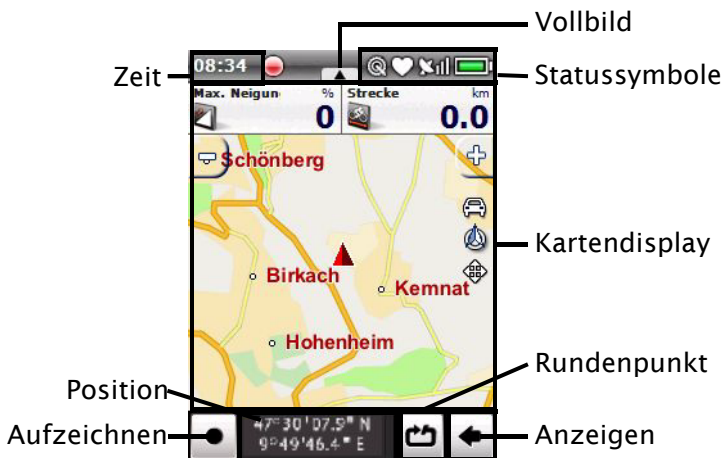 Vollbild
Zeit
08:34
Statussymbole
Max. Neigun
%
0
Strecke
km
0.0
Schönberg
Kartendisplay
Birkach
Kemnat
Hohenheim
Rundenpunkt
Position
47°30'07.9" N
9°49'46.4" E
Aufzeichnen
Anzeigen